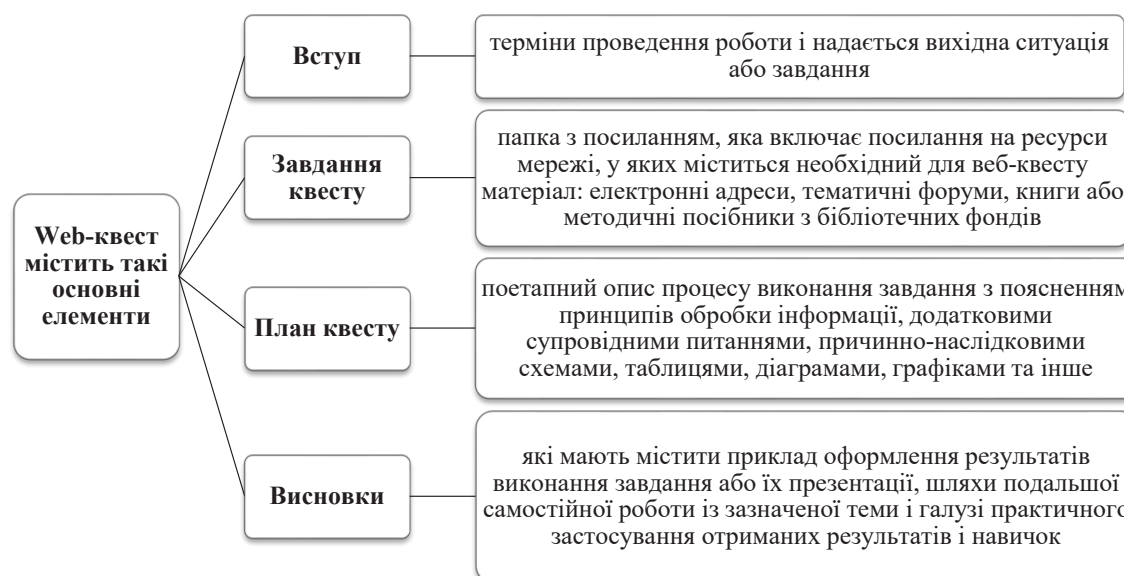 Web-квест
містить такі
основні
елементи
Вступ
терміни проведення роботи і надається вихідна ситуація
або завдання
Завдання
квесту
папка з посиланням, яка включає посилання на ресурси
мережі, у яких міститься необхідний для веб-квесту
матеріал: електронні адреси, тематичні форуми, книги або
методичні посібники з бібліотечних фондів
План квесту
поетапний опис процесу виконання завдання з поясненням
принципів обробки інформації, додатковими
супровідними питаннями, причинно-наслідковими
схемами, таблицями, діаграмами, графіками та інше
Висновки
які мають містити приклад оформлення результатів
виконання завдання або їх презентації, шляхи подальшої
самостійної роботи із зазначеної теми і галузі практичного
застосування отриманих результатів і навичок